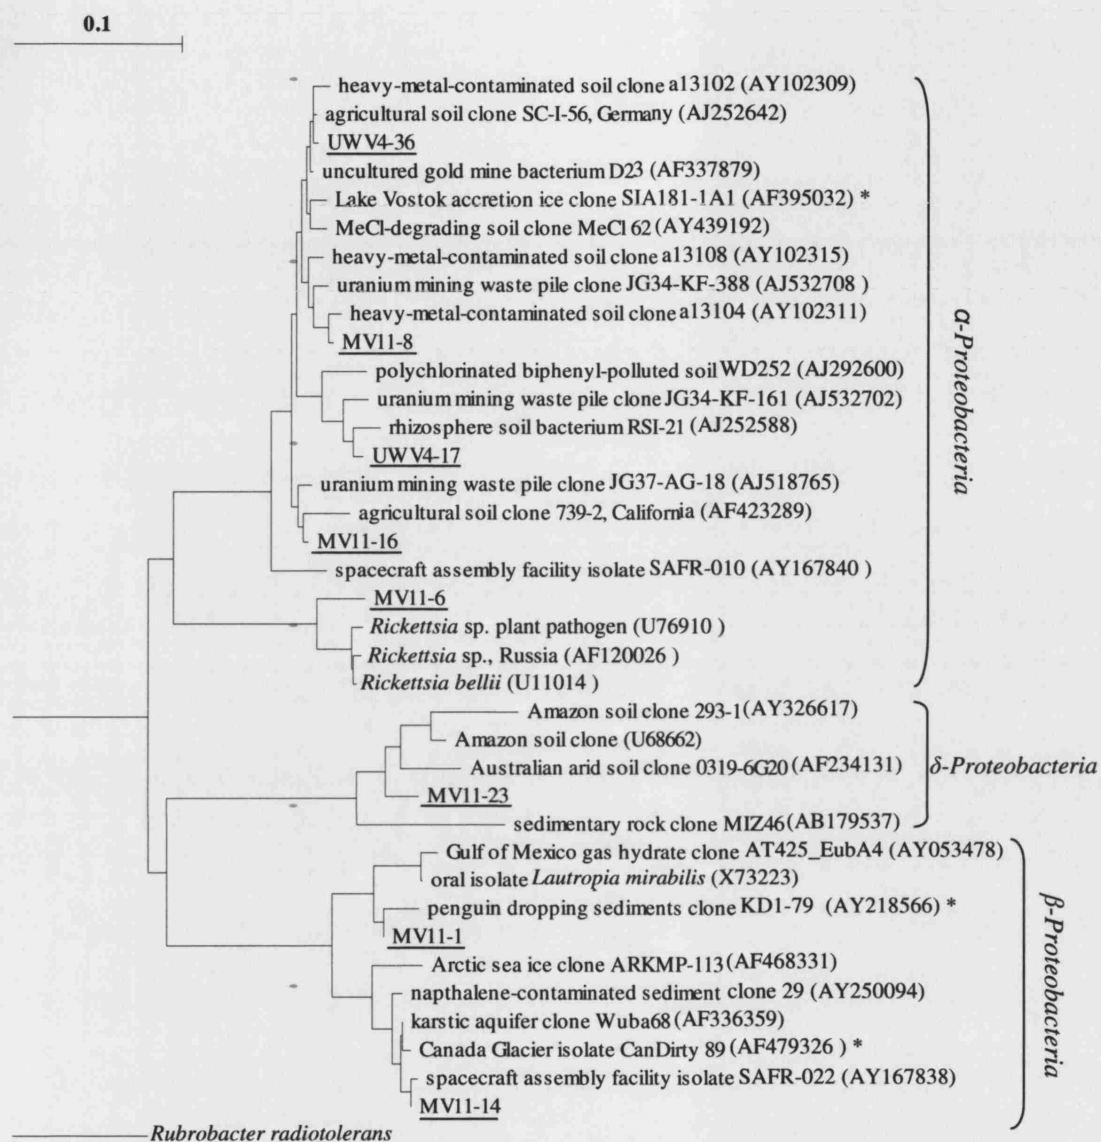 0.1
heavy-metal-contaminated soil clone a13102 (AY102309)
agricultural soil clone SC-I-56, Germany (AJ252642)
UWV4-36
uncultured gold mine bacterium D23 (AF337879)
Lake Vostok accretion ice clone SIA181-1A1 (AF395032) *
MeCl-degrading soil clone MeCl 62 (AY439192)
heavy-metal-contaminated soil clone a13108 (AY102315)
uranium mining waste pile clone JG34-KF-388 (AJ532708 )
heavy-metal-contaminated soil clone a13104 (AY102311)
MV11-8
polychlorinated biphenyl-polluted soil WD252 (AJ292600)
uranium mining waste pile clone JG34-KF-161 (AJ532702)
rhizosphere soil bacterium RSI-21 (AJ252588)
UWV4-17
uranium mining waste pile clone JG37-AG-18 (AJ518765)
agricultural soil clone 739-2, California (AF423289)
MV11-16
spacecraft assembly facility isolate SAFR-010 (AY167840 )
MV11-6
Rickettsia sp. plant pathogen (U76910 )
Rickettsia sp., Russia (AF120026 )
Rickettsia bellii (U11014 )
α-Proteobacteria
Amazon soil clone 293-1(AY326617)
Amazon soil clone (U68662)
Australian arid soil clone 0319-6G20 (AF234131)
MV11-23
sedimentary rock clone MIZ46(AB179537)
δ-Proteobacteria
Gulf of Mexico gas hydrate clone AT425_EubA4 (AY053478)
oral isolate Lautropia mirabilis (X73223)
penguin dropping sediments clone KD1-79 (AY218566) *
MV11-1
Arctic sea ice clone ARKMP-113(AF468331)
napthalene-contaminated sediment clone 29 (AY250094)
karstic aquifer clone Wuba68 (AF336359)
Canada Glacier isolate CanDirty 89 (AF479326 ) *
spacecraft assembly facility isolate SAFR-022 (AY167838)
MV11-14
β-Proteobacteria
Rubrobacter radiotolerans